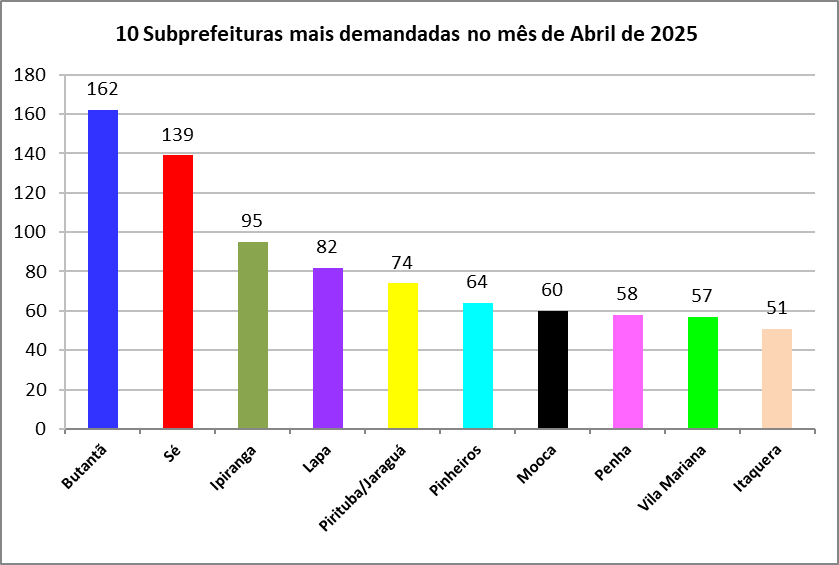 10 Subprefeituras mais demandadas no mês de Abril de 2025
180
160
140
120
100
80
60
40
20
0
162
139
95
82
74
64
60
58
57
51
Butantã
Sé
Ipiranga
Lapa
Pirituba/Jaraguá
Pinheiros
Mooca
Penha
Vila Mariana
Itaquera